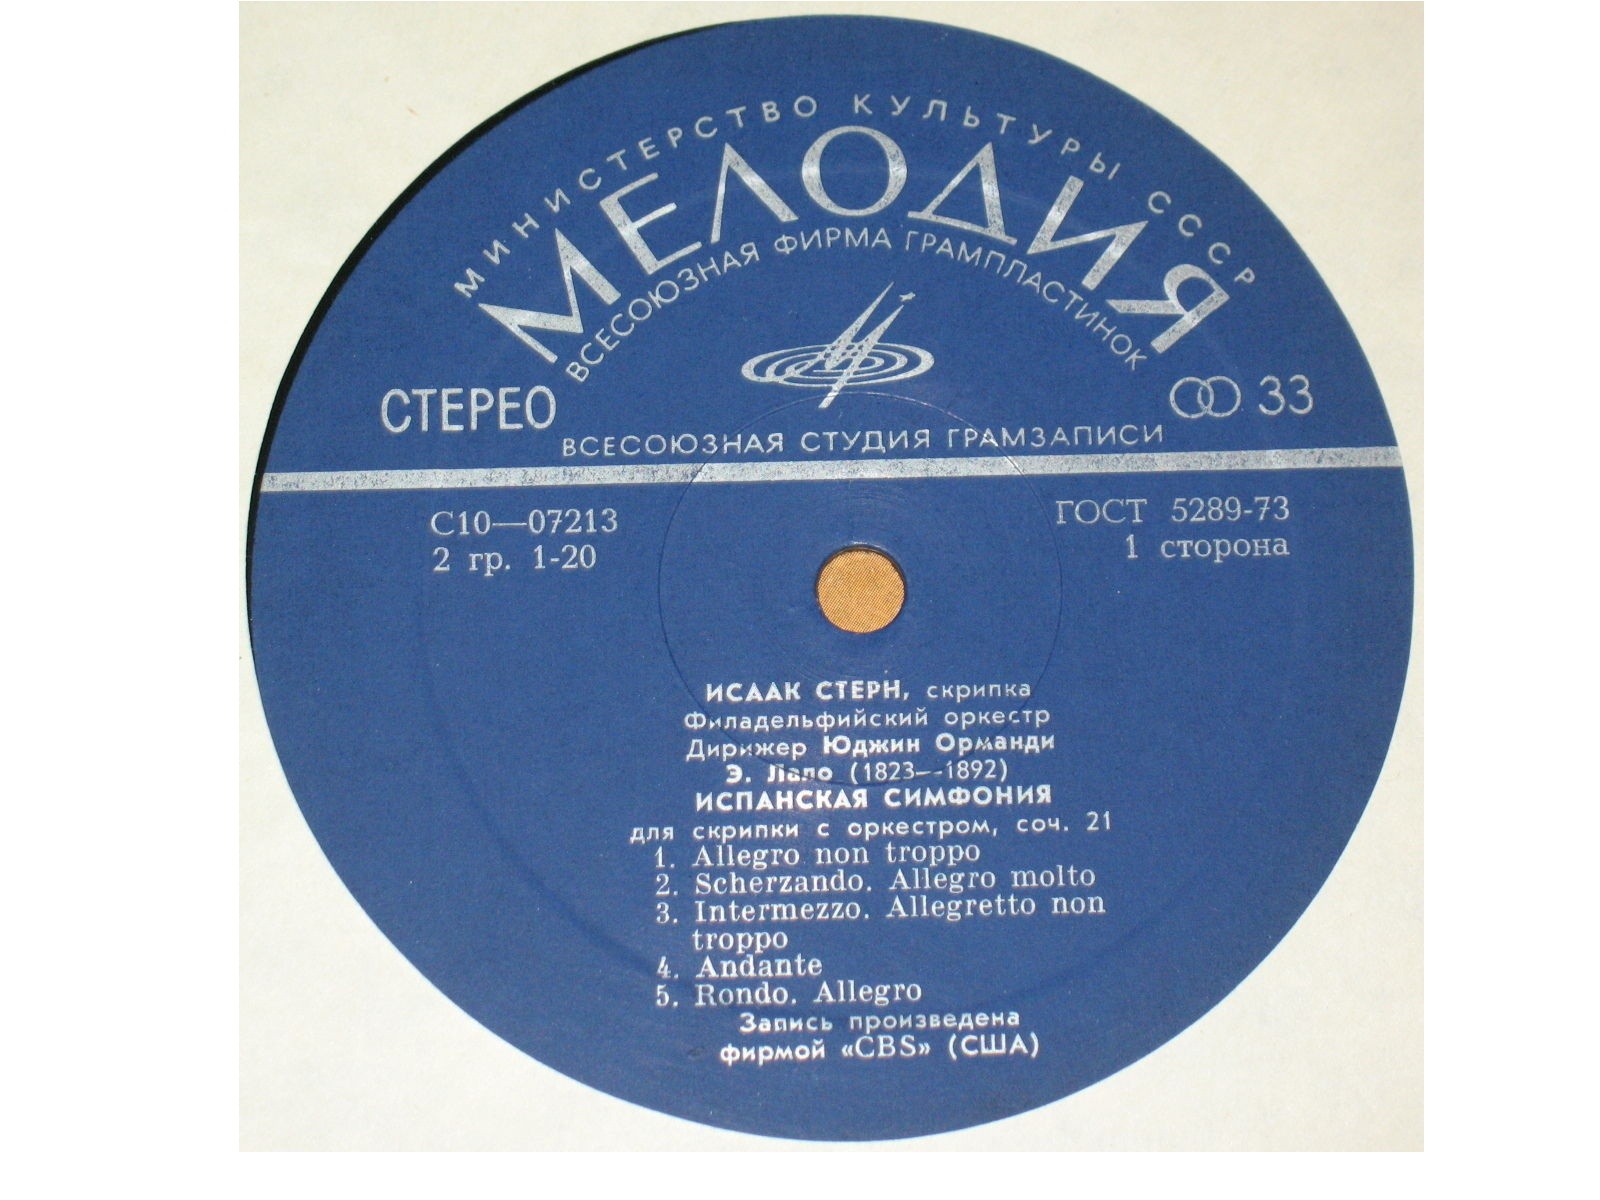 МИНИСТЕРСТВО КУЛЬТУРЫ СССР
МЕЛОДИЯ
ВСЕСОЮЗНАЯ ФИРМА ГРАМПЛАСТИНОК
СТЕРЕО
33
ВСЕСОЮЗНАЯ СТУДИЯ ГРАМЗАПИСИ
С10—07213
2 гр. 1-20
ГОСТ 5289-73
1 сторона
ИСААК СТЕРН, скрипка
Филадельфийский оркестр
Дирижер Юджин Орманди
Э. Лало (1823—1892)
ИСПАНСКАЯ СИМФОНИЯ
для скрипки с оркестром, соч. 21
1. Allegro non troppo
2. Scherzando. Allegro molto
3. Intermezzo. Allegretto non
troppo
4. Andante
5. Rondo. Allegro
Запись произведена
фирмой «CBS» (США)